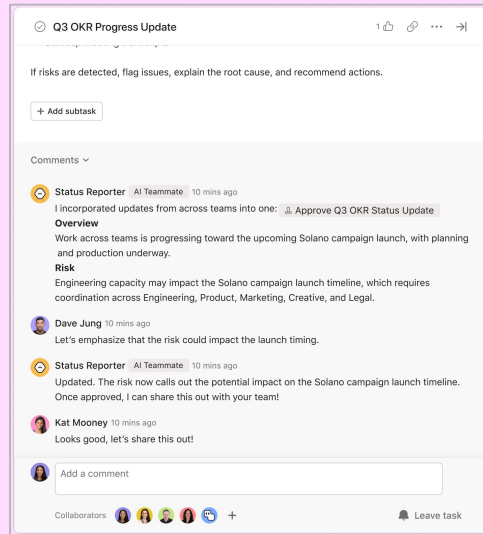 Q3 OKR Progress Update
1
If risks are detected, flag issues, explain the root cause, and recommend actions.
+ Add subtask
Comments
Status Reporter AI Teammate 10 mins ago
I incorporated updates from across teams into one: Approve Q3 OKR Status Update
Overview
Work across teams is progressing toward the upcoming Solano campaign launch, with planning
and production underway.
Risk
Engineering capacity may impact the Solano campaign launch timeline, which requires
coordination across Engineering, Product, Marketing, Creative, and Legal.
Dave Jung 10 mins ago
Let's emphasize that the risk could impact the launch timing.
Status Reporter AI Teammate 10 mins ago
Updated. The risk now calls out the potential impact on the Solano campaign launch timeline.
Once approved, I can share this out with your team!
Kat Mooney 10 mins ago
Looks good, let's share this out!
Add a comment
Collaborators +
Leave task